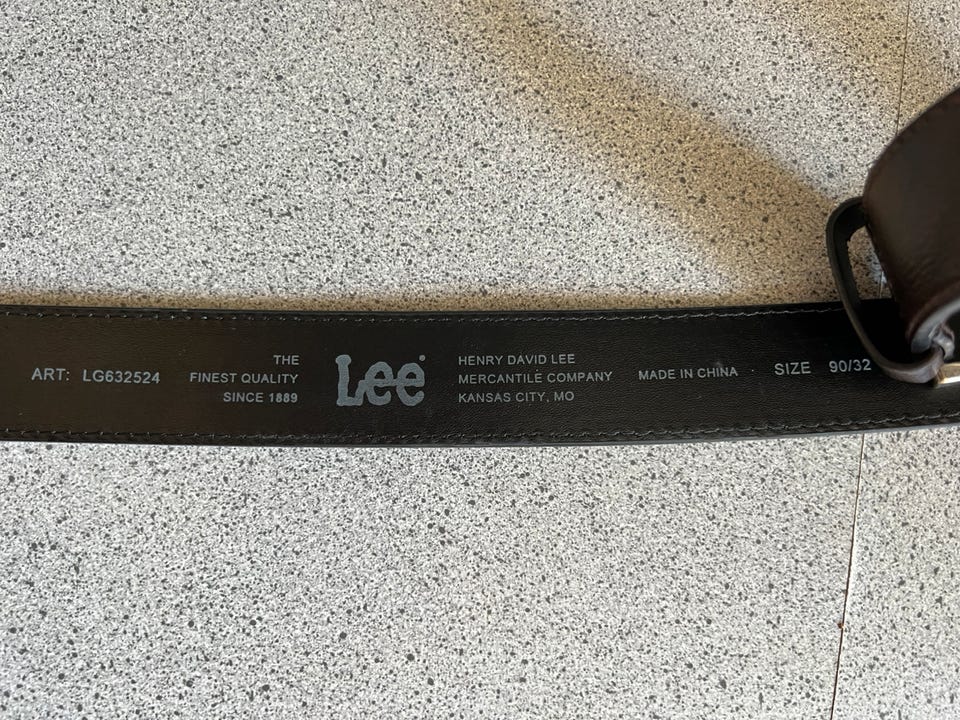 ART: LG632524
THE
FINEST QUALITY
SINCE 1889
Lee
HENRY DAVID LEE
MERCANTILE COMPANY
KANSAS CITY, MO
MADE IN CHINA
SIZE 90/32